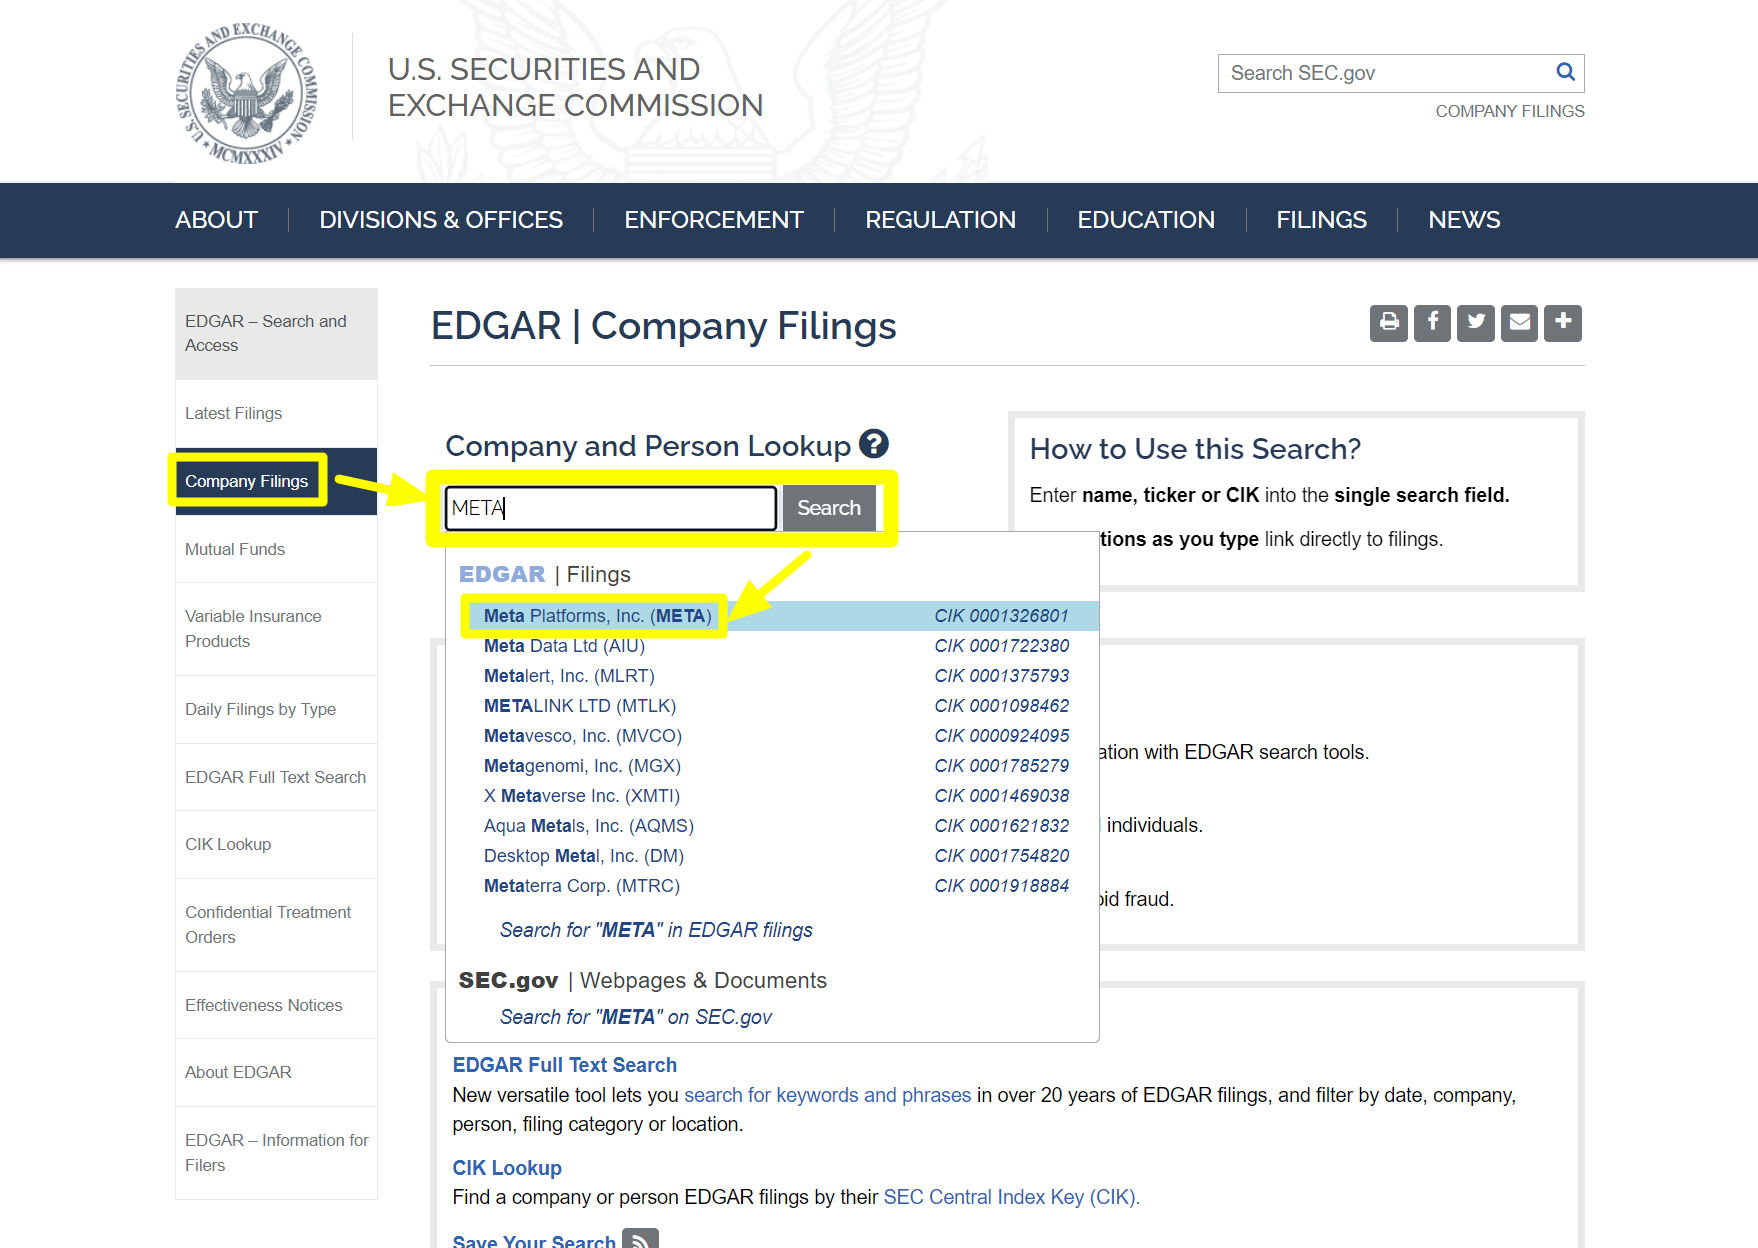 U.S. SECURITIES AND EXCHANGE COMMISSION
MCMXXXIV
U.S. SECURITIES AND
EXCHANGE COMMISSION
Search SEC.gov
COMPANY FILINGS
ABOUT
DIVISIONS & OFFICES
ENFORCEMENT
REGULATION
EDUCATION
FILINGS
NEWS
EDGAR – Search and
Access
Latest Filings
Company Filings
Mutual Funds
Variable Insurance
Products
Daily Filings by Type
EDGAR Full Text Search
CIK Lookup
Confidential Treatment
Orders
Effectiveness Notices
About EDGAR
EDGAR – Information for
Filers
EDGAR | Company Filings
Company and Person Lookup ?
META
Search
EDGAR | Filings
Meta Platforms, Inc. (META) CIK 0001326801
Meta Data Ltd (AIU) CIK 0001722380
Metalert, Inc. (MLRT) CIK 0001375793
METALINK LTD (MTLK) CIK 0001098462
Metavesco, Inc. (MVCO) CIK 0000924095
Metagenomi, Inc. (MGX) CIK 0001785279
X Metaverse Inc. (XMTI) CIK 0001469038
Aqua Metals, Inc. (AQMS) CIK 0001621832
Desktop Metal, Inc. (DM) CIK 0001754820
Metaterra Corp. (MTRC) CIK 0001918884
Search for "META" in EDGAR filings
SEC.gov | Webpages & Documents
Search for "META" on SEC.gov
How to Use this Search?
Enter name, ticker or CIK into the single search field.
tions as you type link directly to filings.
ation with EDGAR search tools.
individuals.
oid fraud.
EDGAR Full Text Search
New versatile tool lets you search for keywords and phrases in over 20 years of EDGAR filings, and filter by date, company,
person, filing category or location.
CIK Lookup
Find a company or person EDGAR filings by their SEC Central Index Key (CIK).
Save Your Search